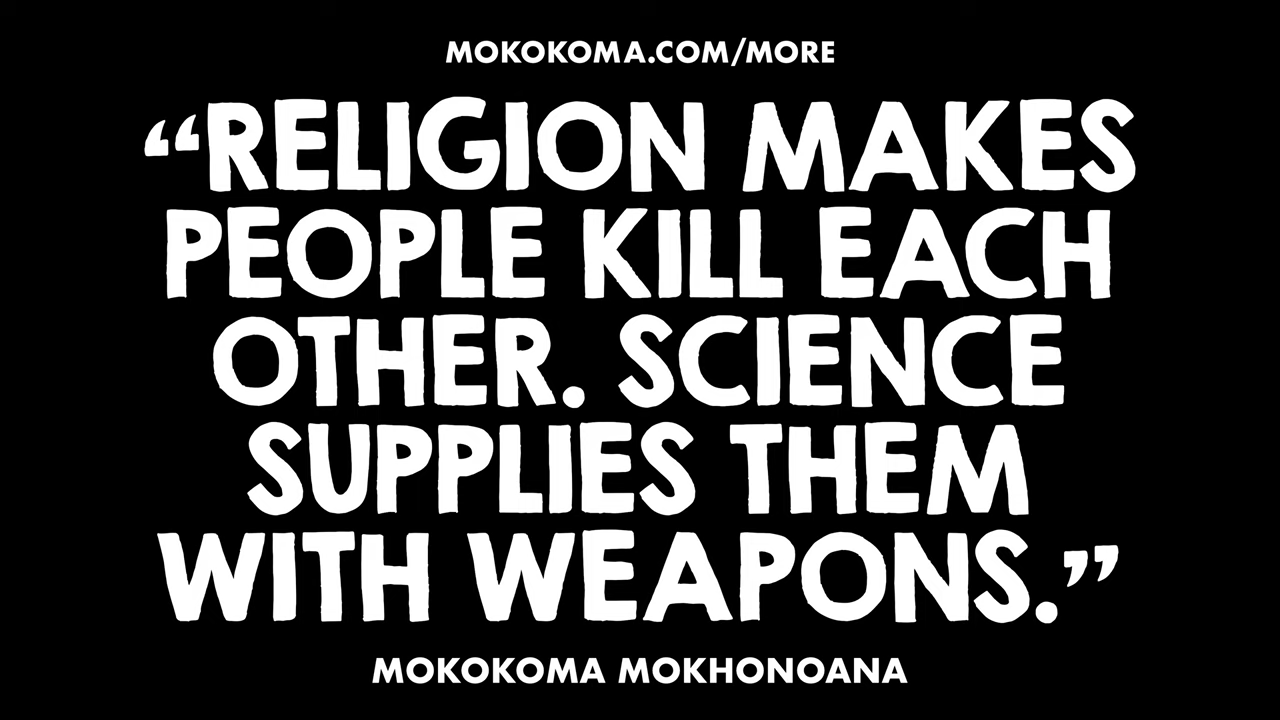 MOKOKOMA.COM/MORE
“RELIGION MAKES
PEOPLE KILL EACH
OTHER. SCIENCE
SUPPLIES THEM
WITH WEAPONS.”
MOKOKOMA MOKHONOANA